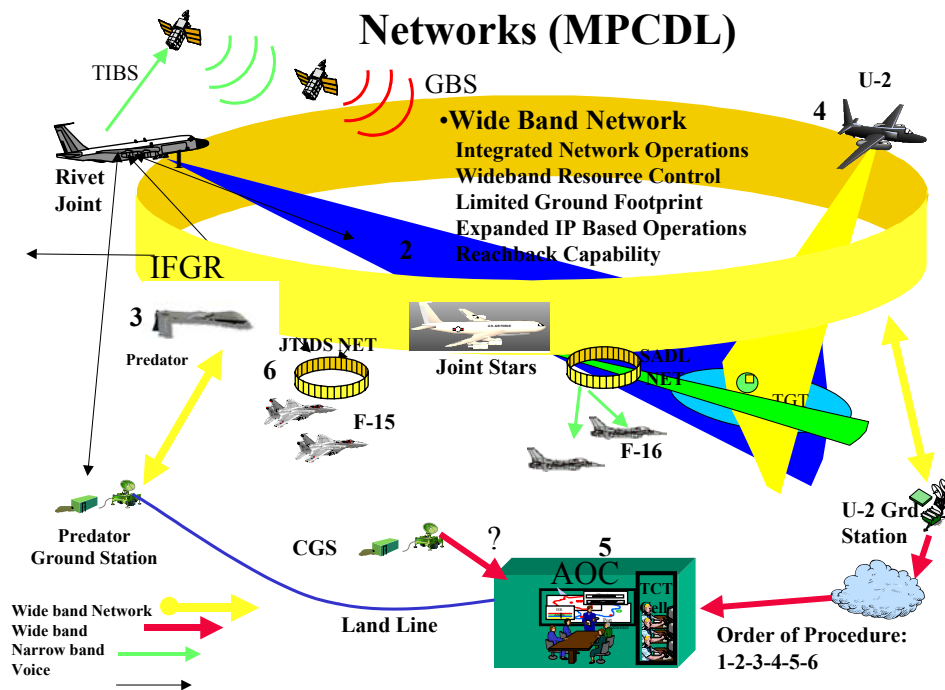 Networks (MPCDL)
TIBS
GBS
U-2
4
•Wide Band Network
Integrated Network Operations
Wideband Resource Control
Limited Ground Footprint
Expanded IP Based Operations
Reachback Capability
Rivet
Joint
2
IFGR
3
Predator
JTIDS NET
6
F-15
U.S. AIR FORCE
Joint Stars
SADL
NET
TGT
F-16
Predator
Ground Station
CGS
?
5
AOC
TCT
Cell
U-2 Grd
Station
Land Line
Order of Procedure:
1-2-3-4-5-6
Wide band Network
Wide band
Narrow band
Voice